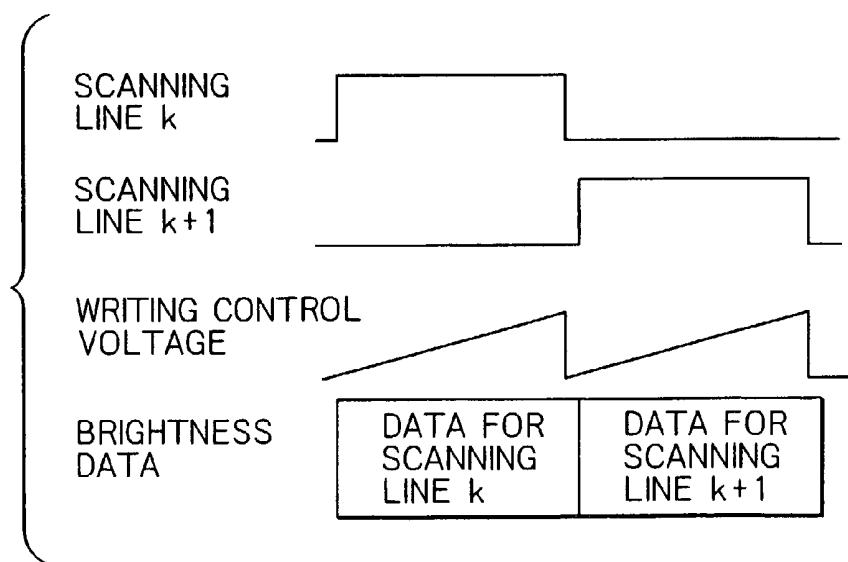 SCANNING
LINE k
SCANNING
LINE k+1
WRITING CONTROL
VOLTAGE
BRIGHTNESS
DATA
DATA FOR
SCANNING
LINE k
DATA FOR
SCANNING
LINE k+1